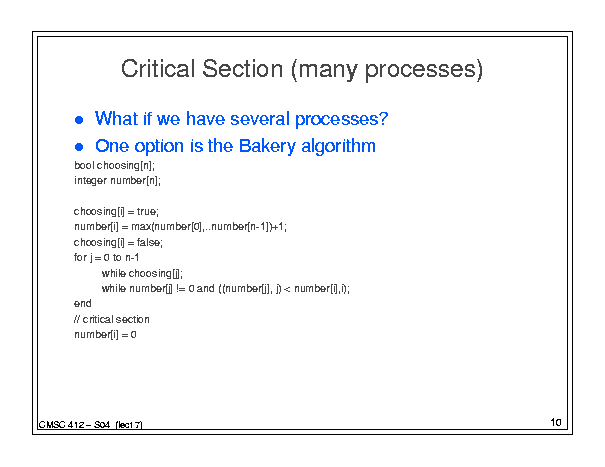 Critical Section (many processes)
● What if we have several processes?
● One option is the Bakery algorithm
bool choosing[n];
integer number[n];
choosing[i] = true;
number[i] = max(number[0],..number[n-1])+1;
choosing[i] = false;
for j = 0 to n-1
while choosing[j];
while number[j] != 0 and ((number[j], j) < number[i],i);
end
// critical section
number[i] = 0
CMSC 412 – S04 (lect 7)
10